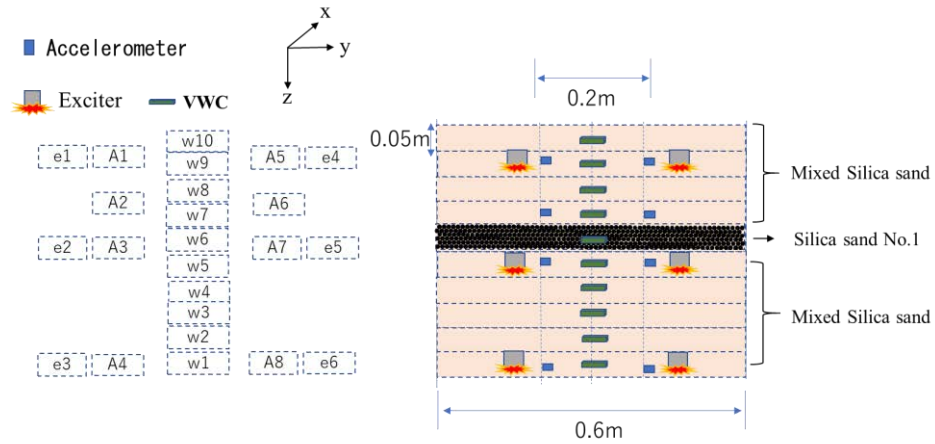 x
y
z
Accelerometer
Exciter
VWC
e1 A1 w10 A5 e4
w9
A2 w8 A6
w7
e2 A3 w6 A7 e5
w5
w4
w3
w2
e3 A4 w1 A8 e6
0.2m
0.05m
Mixed Silica sand
Silica sand No.1
Mixed Silica sand
0.6m